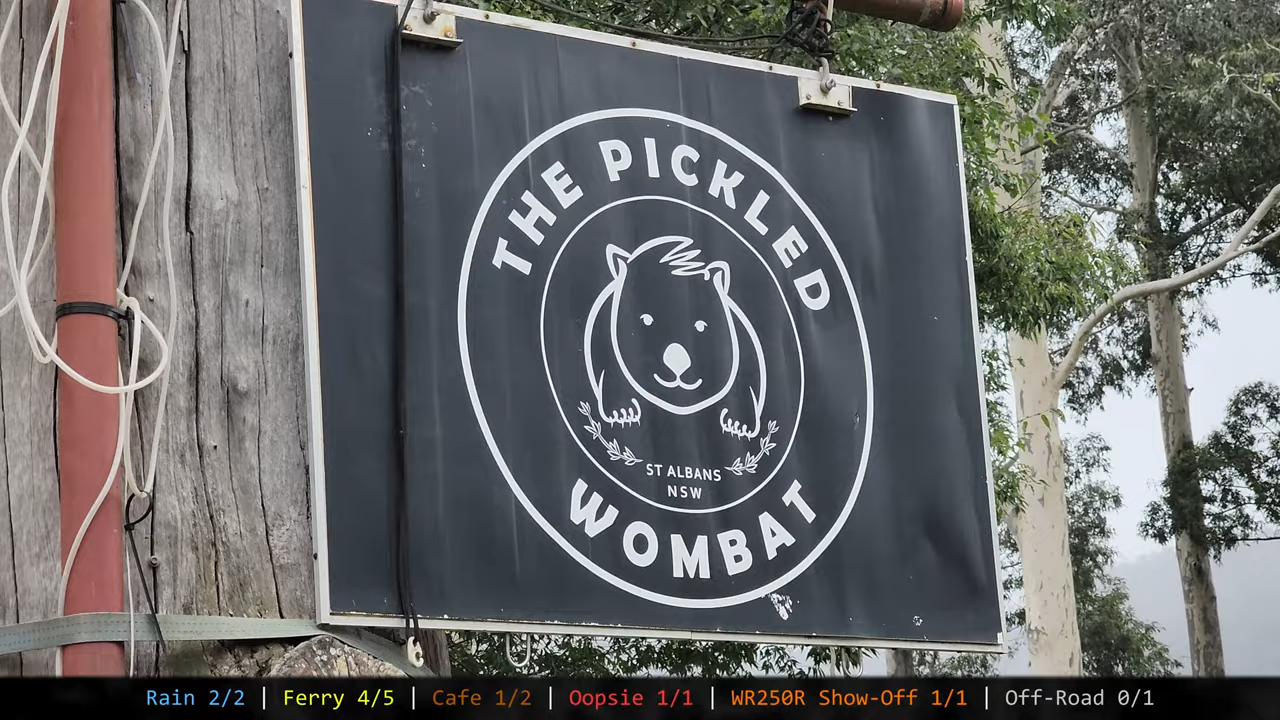 THE PICKLED
ST ALBANS
NSW
WOMBAT
Rain 2/2 | Ferry 4/5 | Cafe 1/2 | Oopsie 1/1 | WR250R Show-Off 1/1 | Off-Road 0/1